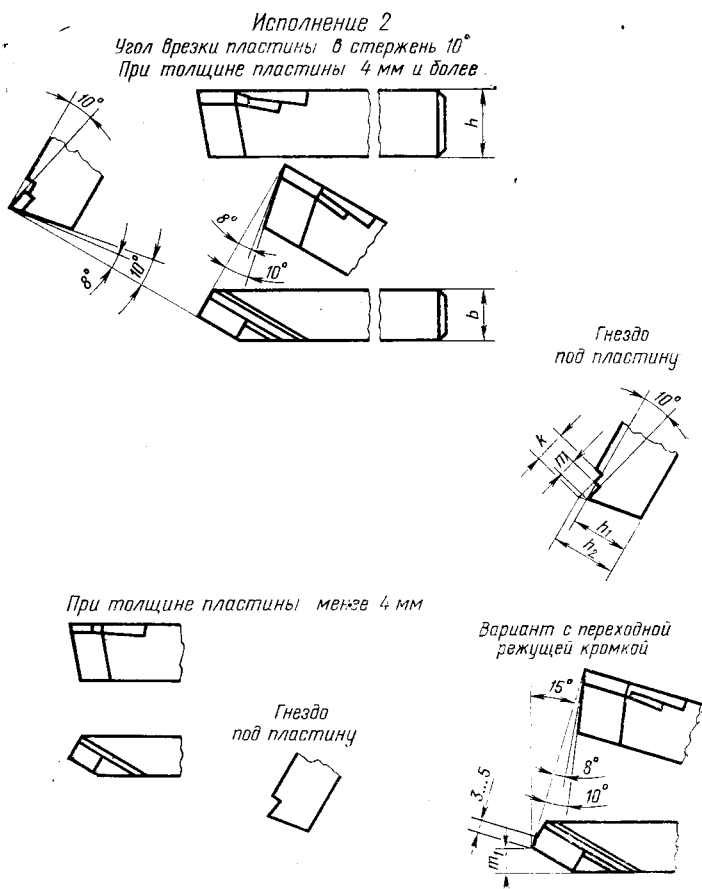 Исполнение 2
Угол врезки пластины в стержень 10°
При толщине пластины 4 мм и более
10°
h
8°
10°
8°
10°
b
Гнездо
под пластину
10°
к
m
h₁
h₂
При толщине пластины менее 4 мм
Вариант с переходной
режущей кромкой
15°
Гнездо
под пластину
8°
10°
3...5
m₁